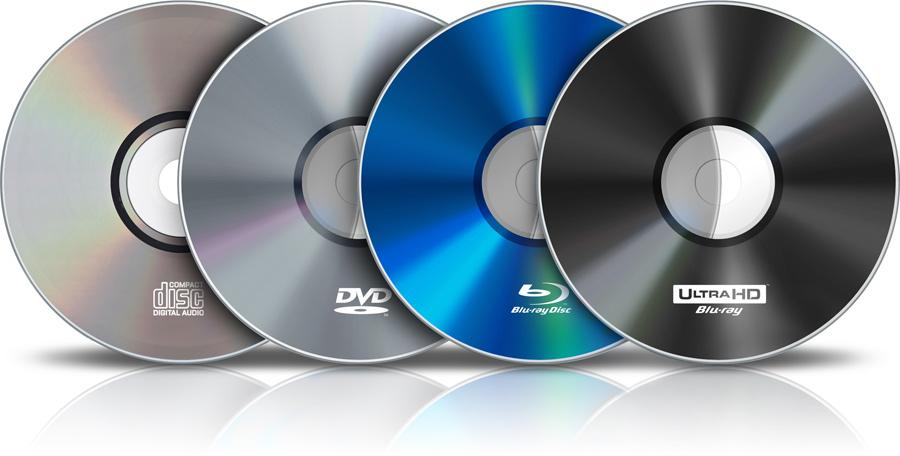 COMPACT
disc
DIGITAL AUDIO
DVD
Blu-ray Disc
ULTRA HD
Blu-ray